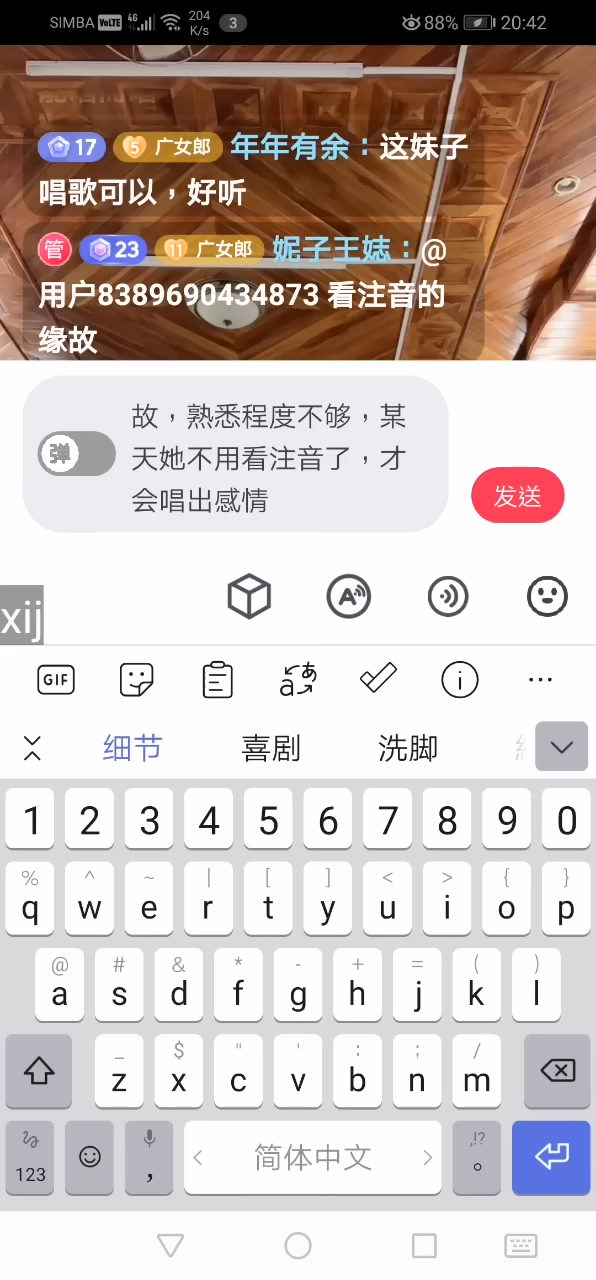 SIMBA VoLTE 4G 204 K/s 3 88% 20:42
17 5 广女郎 年年有余：这妹子
唱歌可以，好听
管 23 11 广女郎 妮子王婊：@
用户8389690434873 看注音的
缘故
弹
故，熟悉程度不够，某
天她不用看注音了，才
会唱出感情
发送
xij
GIF
细节 喜剧 洗脚
1 2 3 4 5 6 7 8 9 0
% ^ ~ | [ ] < > { }
q w e r t y u i o p
@ # & * - + = ( )
a s d f g h j k l
_ $ " ' : ; /
z x c v b n m
,!?
123 , 简体中文 。